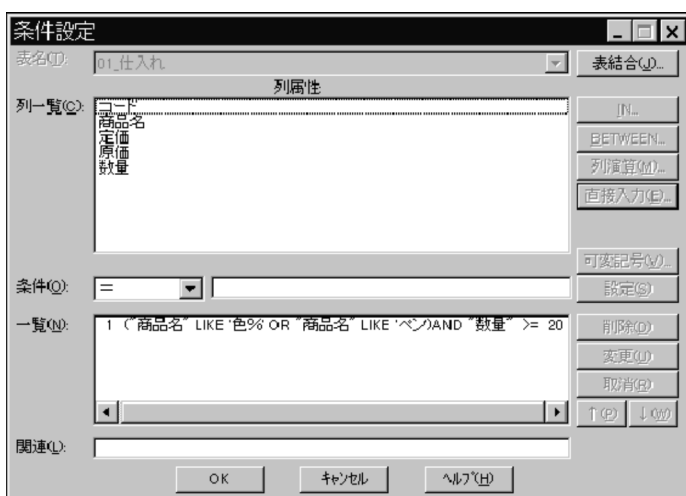 条件設定
表名(T):
01_仕入れ
表結合(J)...
列属性
列一覧(C):
コード
商品名
定価
原価
数量
IN...
BETWEEN...
列演算(M)...
直接入力(E)...
可変記号(V)...
条件(O):
=
設定(S)
一覧(N):
1 ("商品名" LIKE '色%' OR "商品名" LIKE 'ペン')AND "数量" >= 20
削除(D)
変更(U)
取消(R)
↑(P)
↓(W)
関連(L):
OK
キャンセル
ヘルプ(H)